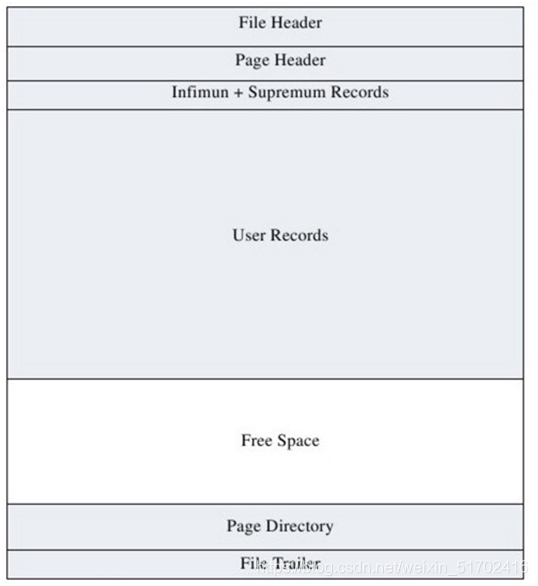 File Header
Page Header
Infimun + Supremum Records
User Records
Free Space
Page Directory
File Trailer
blog.csdn.net/weixin_51702416